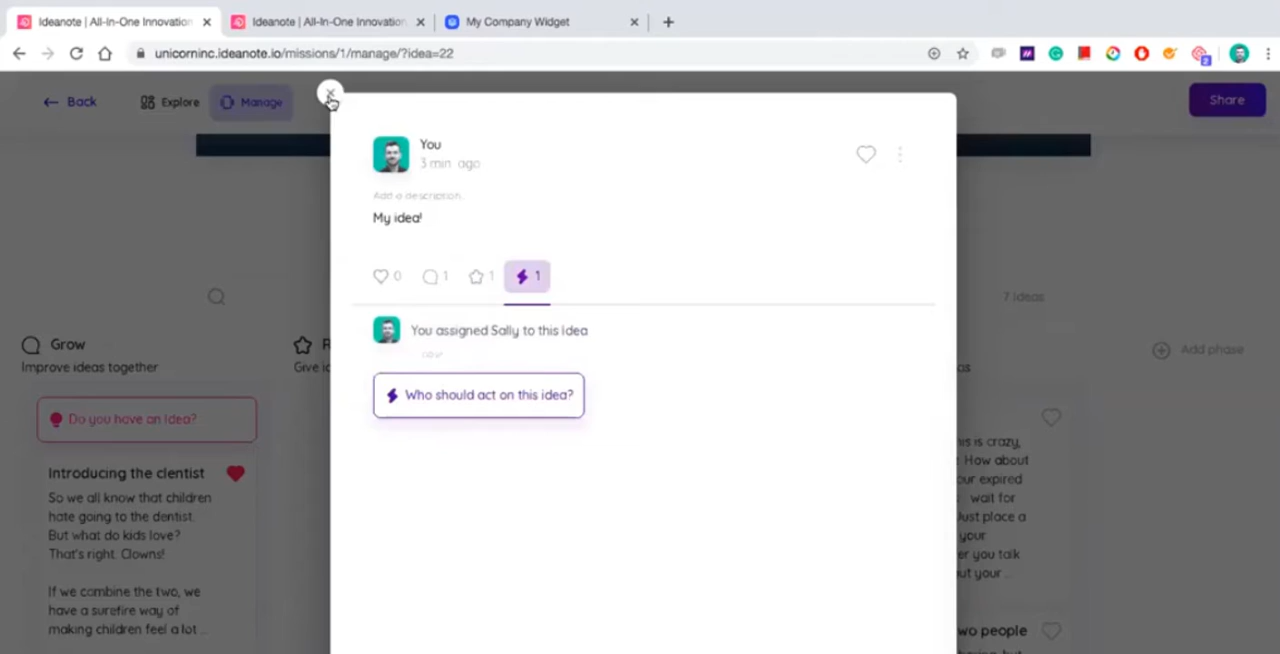 Ideanote | All-In-One Innovation
Ideanote | All-In-One Innovation
My Company Widget
unicorninc.ideanote.io/missions/1/manage/?idea=22
2
Back
Explore
Manage
Share
You
3 min ago
Add a description
My idea!
0
1
1
1
7 Ideas
You assigned Sally to this idea
now
Who should act on this idea?
Grow
Improve ideas together
R
Give i
Add phase
Do you have an idea?
Introducing the clentist
So we all know that children
hate going to the dentist.
But what do kids love?
That's right. Clowns!
If we combine the two, we
have a surefire way of
making children feel a lot ...
his is crazy,
How about
our expired
wait for
Just place a
your
er you talk
ut your ...
wo people